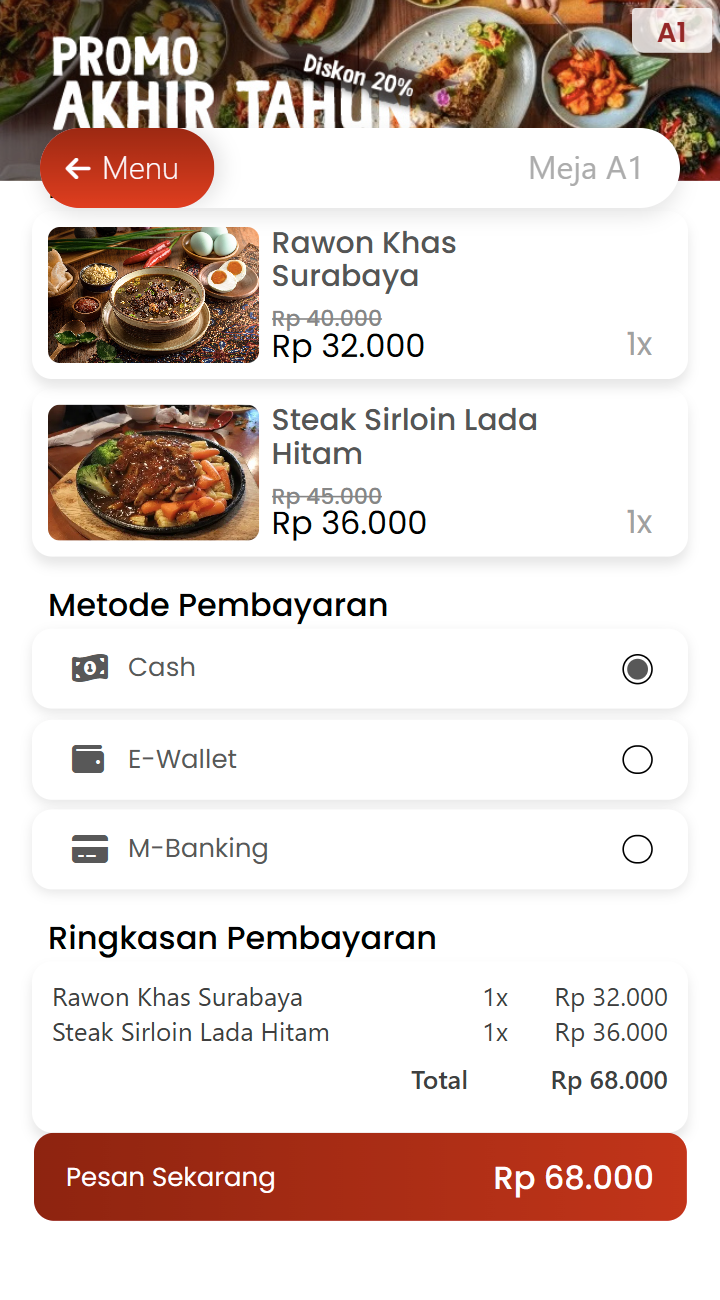 A1
PROMO
Diskon 20%
AKHIR TAHUN
Menu
Meja A1
Rawon Khas
Surabaya
Rp 40.000
Rp 32.000
1x
Steak Sirloin Lada
Hitam
Rp 45.000
Rp 36.000
1x
Metode Pembayaran
Cash
E-Wallet
M-Banking
Ringkasan Pembayaran
Rawon Khas Surabaya 1x Rp 32.000
Steak Sirloin Lada Hitam 1x Rp 36.000
Total Rp 68.000
Pesan Sekarang Rp 68.000